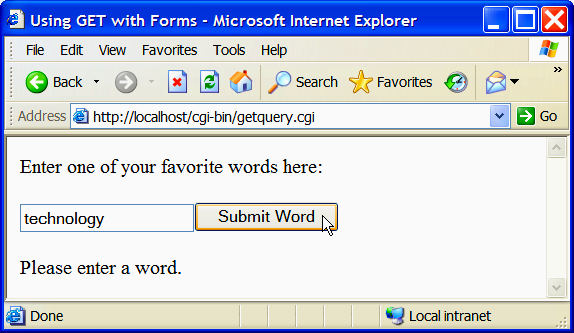 Using GET with Forms - Microsoft Internet Explorer
File Edit View Favorites Tools Help
Back Search Favorites »
Address http://localhost/cgi-bin/getquery.cgi Go
Enter one of your favorite words here:
technology Submit Word
Please enter a word.
Done Local intranet